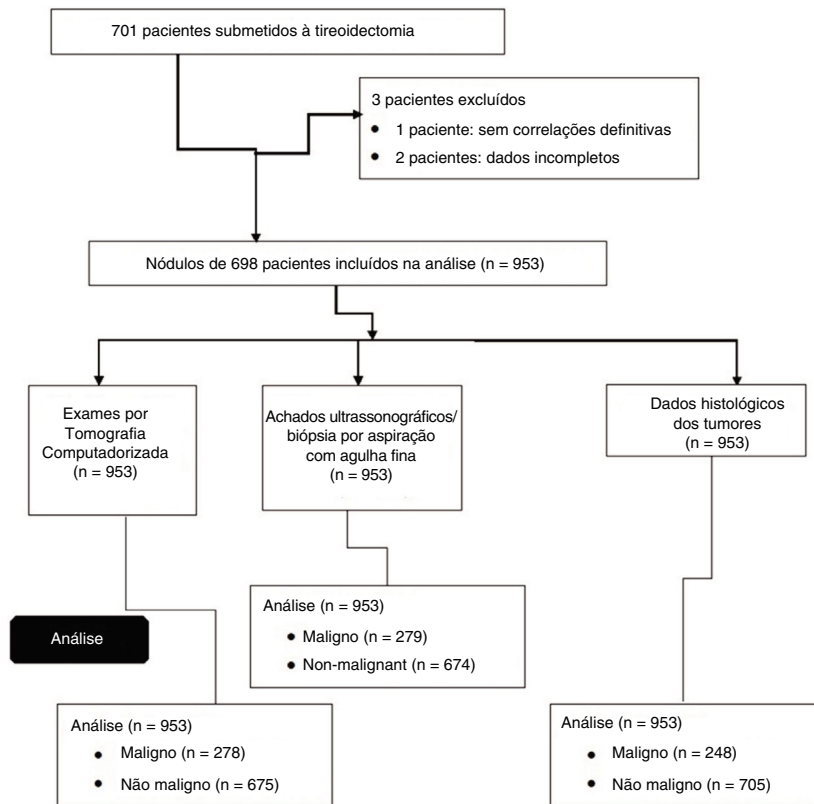 701 pacientes submetidos à tireoidectomia
3 pacientes excluídos
• 1 paciente: sem correlações definitivas
• 2 pacientes: dados incompletos
Nódulos de 698 pacientes incluídos na análise (n = 953)
Exames por
Tomografia
Computadorizada
(n = 953)
Achados ultrassonográficos/
biópsia por aspiração
com agulha fina
(n = 953)
Dados histológicos
dos tumores
(n = 953)
Análise
Análise (n = 953)
• Maligno (n = 279)
• Non-malignant (n = 674)
Análise (n = 953)
• Maligno (n = 278)
• Não maligno (n = 675)
Análise (n = 953)
• Maligno (n = 248)
• Não maligno (n = 705)